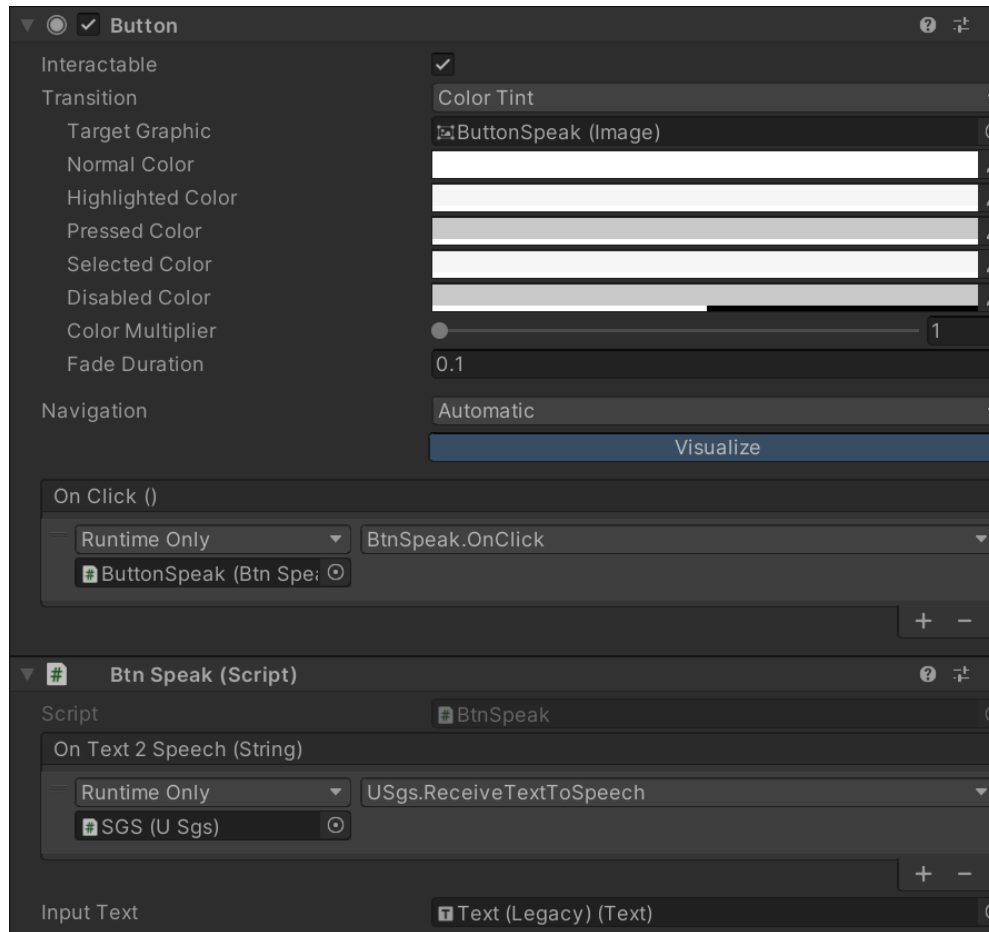 Button
Interactable
Transition Color Tint
Target Graphic ButtonSpeak (Image)
Normal Color
Highlighted Color
Pressed Color
Selected Color
Disabled Color
Color Multiplier 1
Fade Duration 0.1
Navigation Automatic
Visualize
On Click ()
Runtime Only BtnSpeak.OnClick
# ButtonSpeak (Btn Spea
+ −
# Btn Speak (Script)
Script # BtnSpeak
On Text 2 Speech (String)
Runtime Only USgs.ReceiveTextToSpeech
# SGS (U Sgs)
+ −
Input Text T Text (Legacy) (Text)